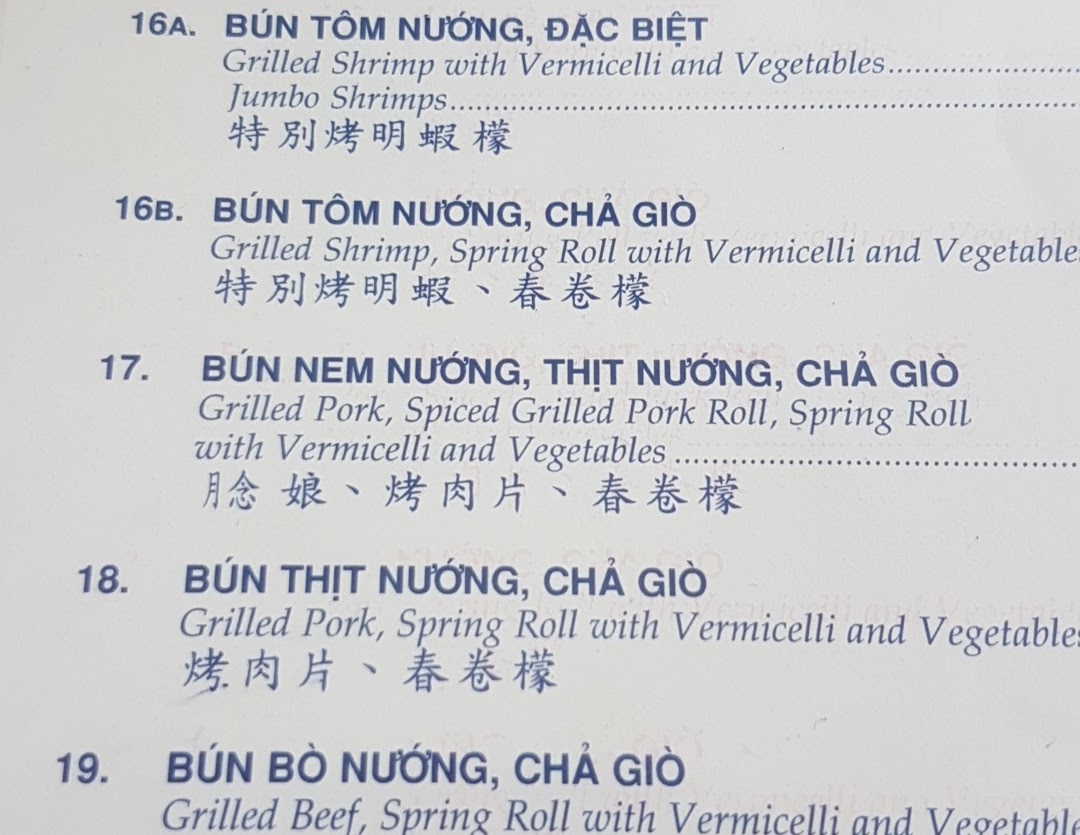 16A. BÚN TÔM NƯỚNG, ĐẶC BIỆT
Grilled Shrimp with Vermicelli and Vegetables
Jumbo Shrimps
特別烤明蝦檬
16B. BÚN TÔM NƯỚNG, CHẢ GIÒ
Grilled Shrimp, Spring Roll with Vermicelli and Vegetable
特別烤明蝦、春卷檬
17. BÚN NEM NƯỚNG, THỊT NƯỚNG, CHẢ GIÒ
Grilled Pork, Spiced Grilled Pork Roll, Spring Roll
with Vermicelli and Vegetables
月念 娘、烤肉片、春卷檬
18. BÚN THỊT NƯỚNG, CHẢ GIÒ
Grilled Pork, Spring Roll with Vermicelli and Vegetables
烤肉片、春卷檬
19. BÚN BÒ NƯỚNG, CHẢ GIÒ
Grilled Beef, Spring Roll with Vermicelli and Vegetable